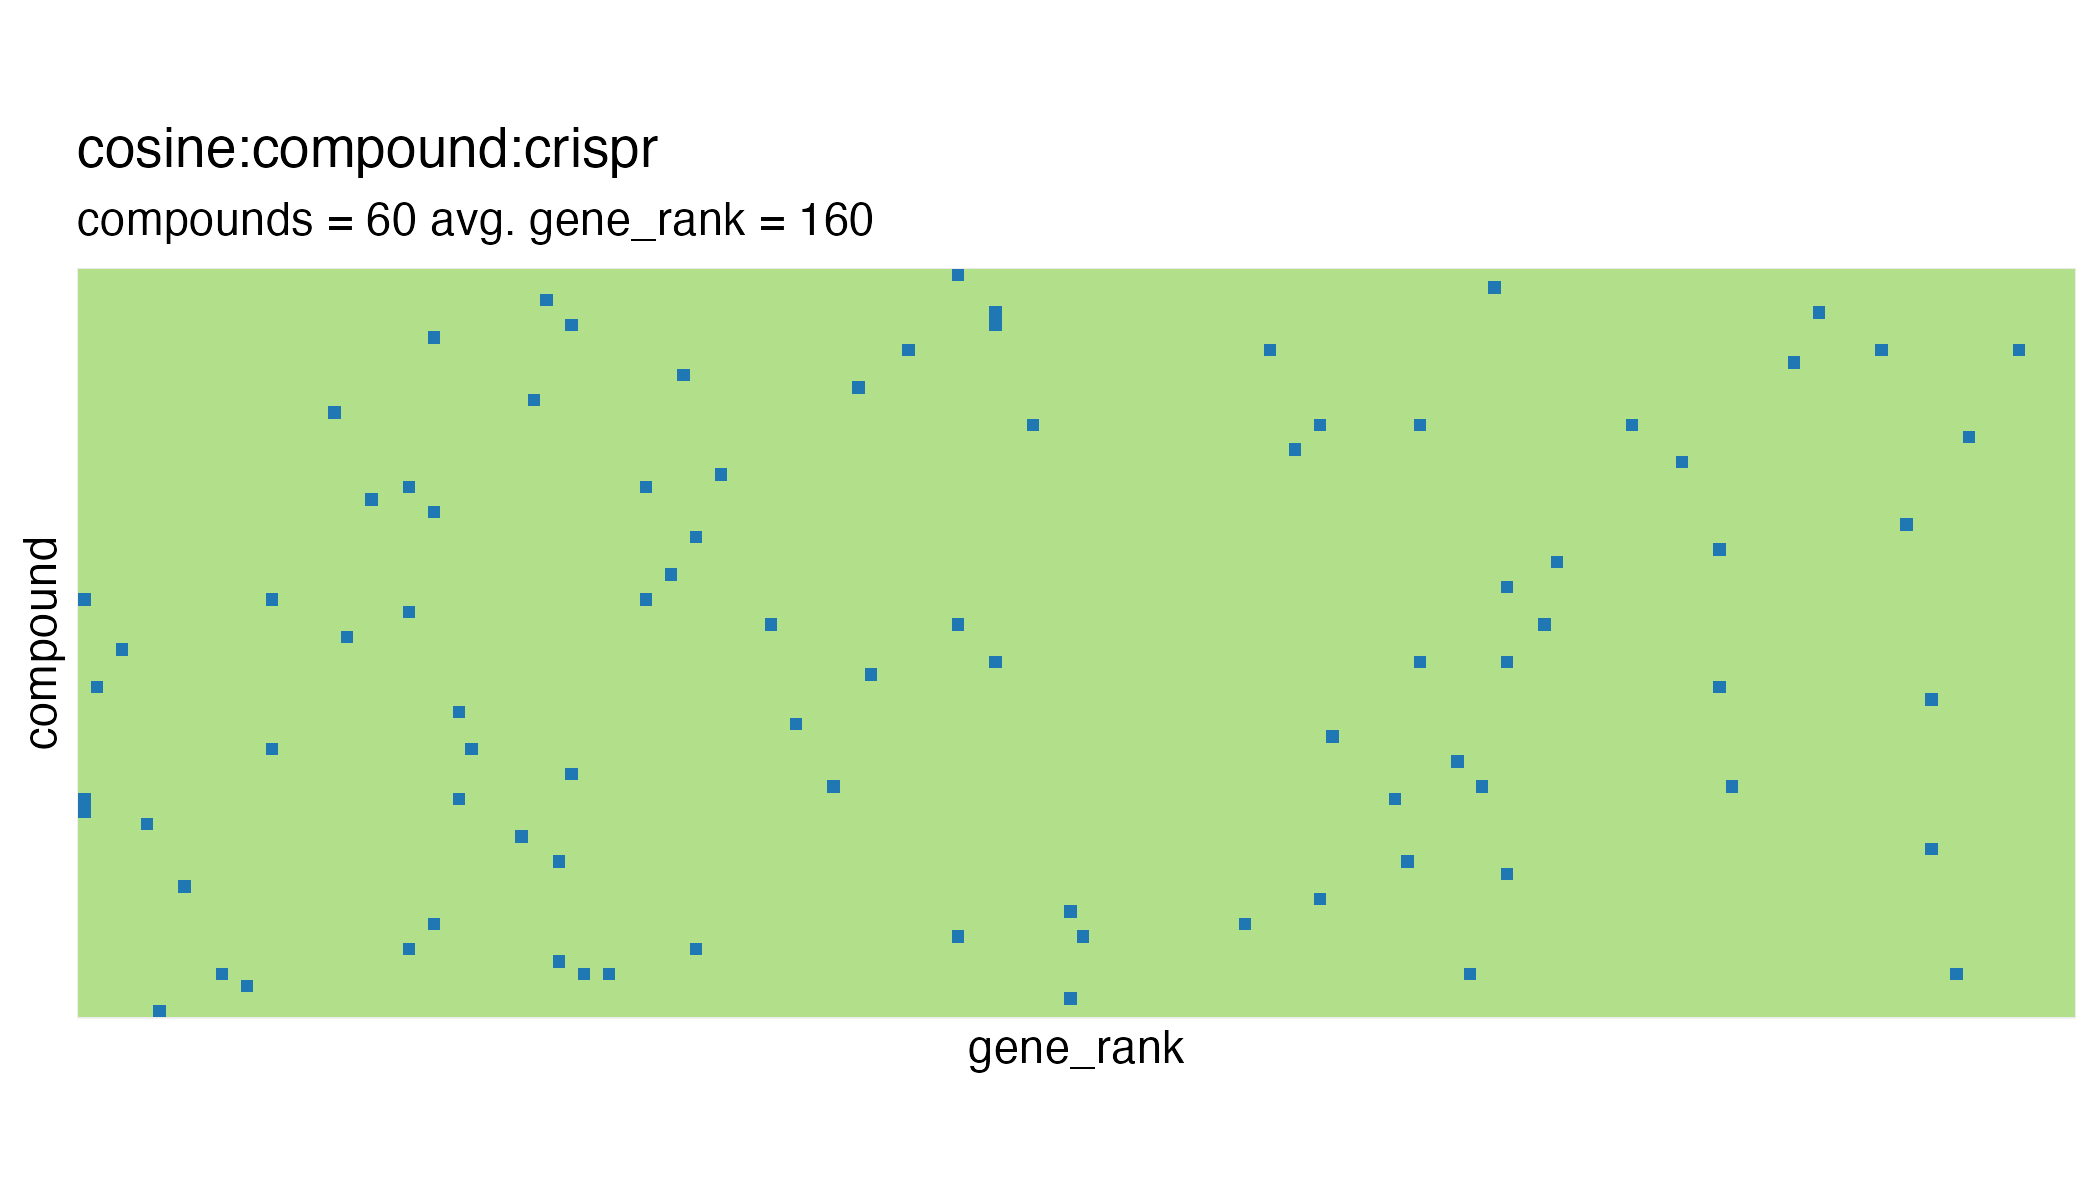 cosine:compound:crispr
compounds = 60 avg. gene_rank = 160
compound
gene_rank